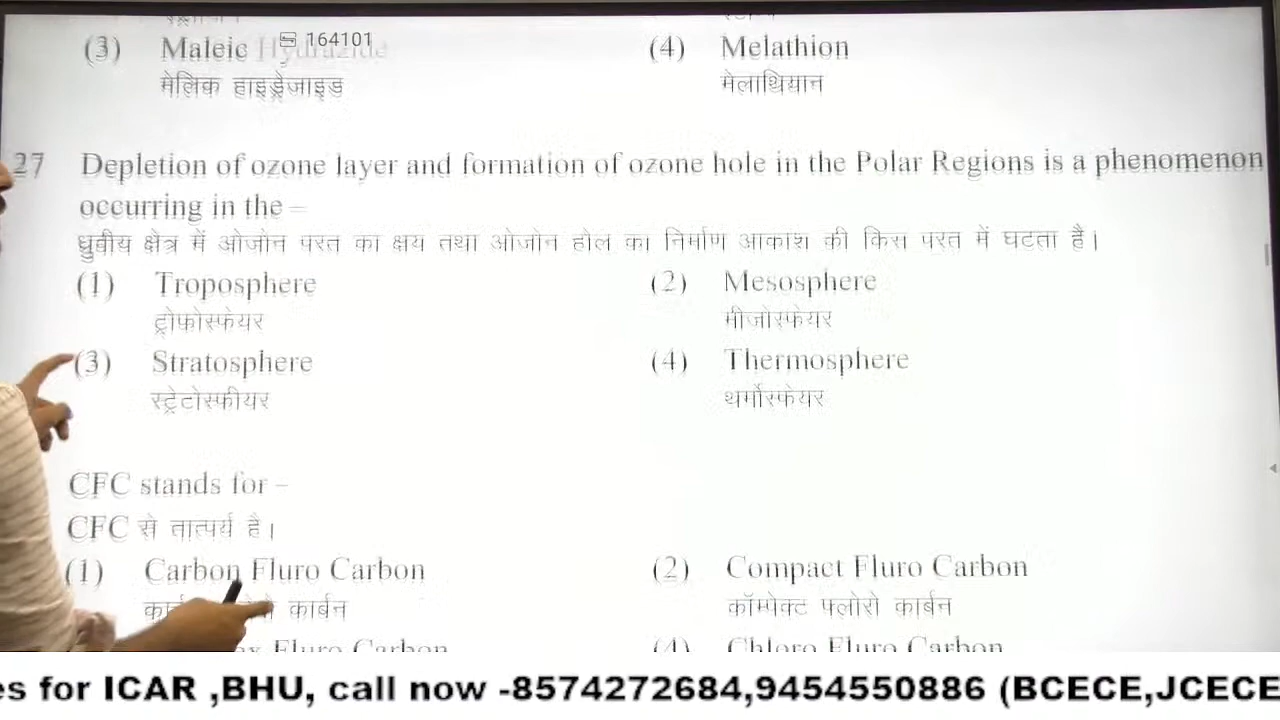 (3) Maleic Hydrazide (4) Melathion
164101
मेलिक हाइड्रेजाइड मेलाथियान
27 Depletion of ozone layer and formation of ozone hole in the Polar Regions is a phenomenon
occurring in the –
ध्रुवीय क्षेत्र में ओजोन परत का क्षय तथा ओजोन होल का निर्माण आकाश की किस परत में घटता है।
(1) Troposphere (2) Mesosphere
ट्रोफोस्फेयर मीजोस्फेयर
(3) Stratosphere (4) Thermosphere
स्ट्रेटोस्फीयर थर्मोस्फेयर
CFC stands for –
CFC से तात्पर्य है।
(1) Carbon Fluro Carbon (2) Compact Fluro Carbon
कार्बन कॉम्पेक्ट फ्लोरो कार्बन
Fluro Carbon (4) Chloro Fluro Carbon
es for ICAR ,BHU, call now -8574272684,9454550886 (BCECE,JCECE